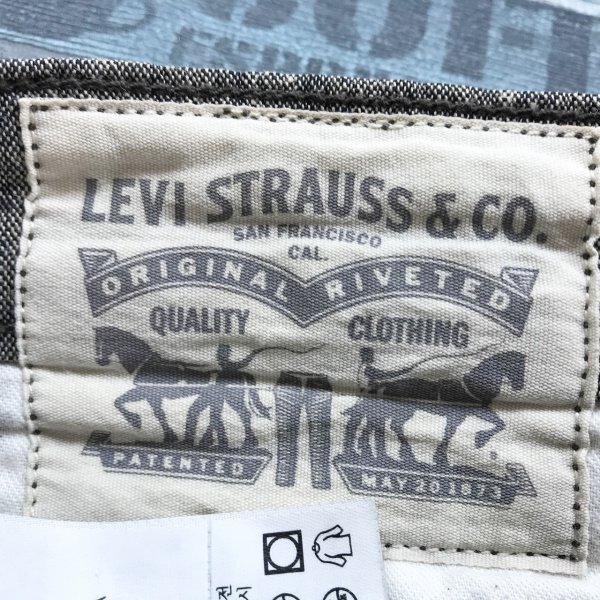 LEVI STRAUSS & CO.
SAN FRANCISCO
CAL.
ORIGINAL RIVETED
QUALITY CLOTHING
PATENTED MAY 20 1873